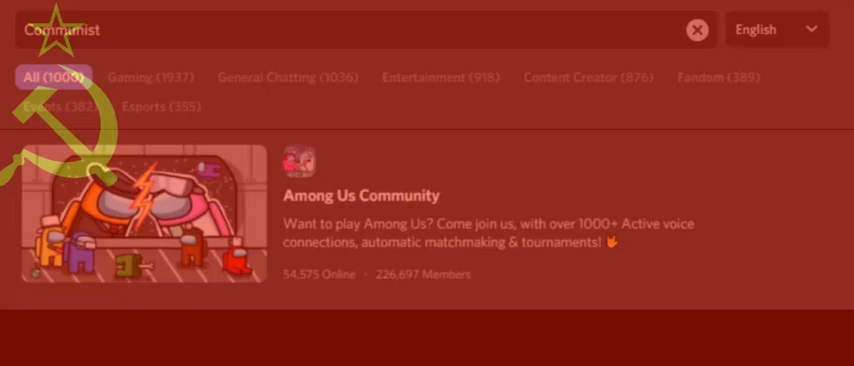 Communist
English
All (1000) Gaming (1937) General Chatting (1036) Entertainment (918) Content Creator (876) Fandom (389)
Events (382) Esports (355)
Among Us Community
Want to play Among Us? Come join us, with over 1000+ Active voice
connections, automatic matchmaking & tournaments! 🤟
54,575 Online • 226,697 Members